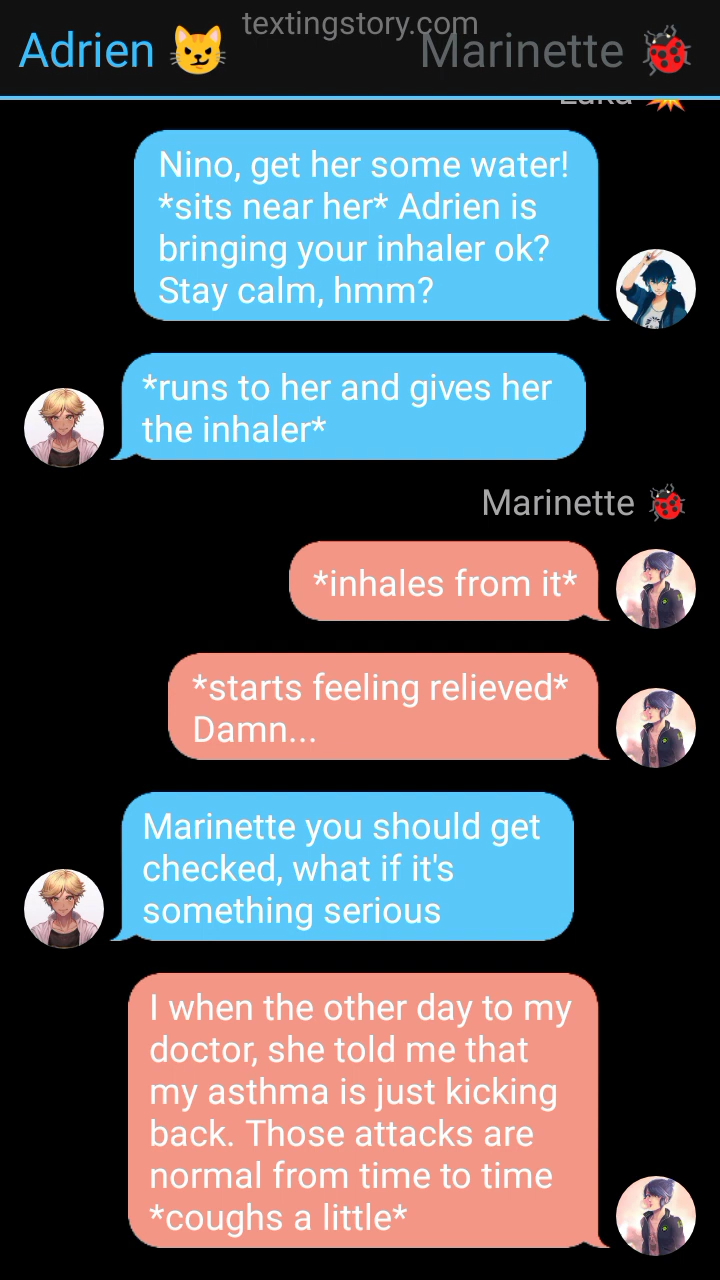 textingstory.com
Adrien 😼
Marinette 🐞
Luka 💥
Nino, get her some water!
*sits near her* Adrien is
bringing your inhaler ok?
Stay calm, hmm?
*runs to her and gives her
the inhaler*
Marinette 🐞
*inhales from it*
*starts feeling relieved*
Damn...
Marinette you should get
checked, what if it's
something serious
I when the other day to my
doctor, she told me that
my asthma is just kicking
back. Those attacks are
normal from time to time
*coughs a little*